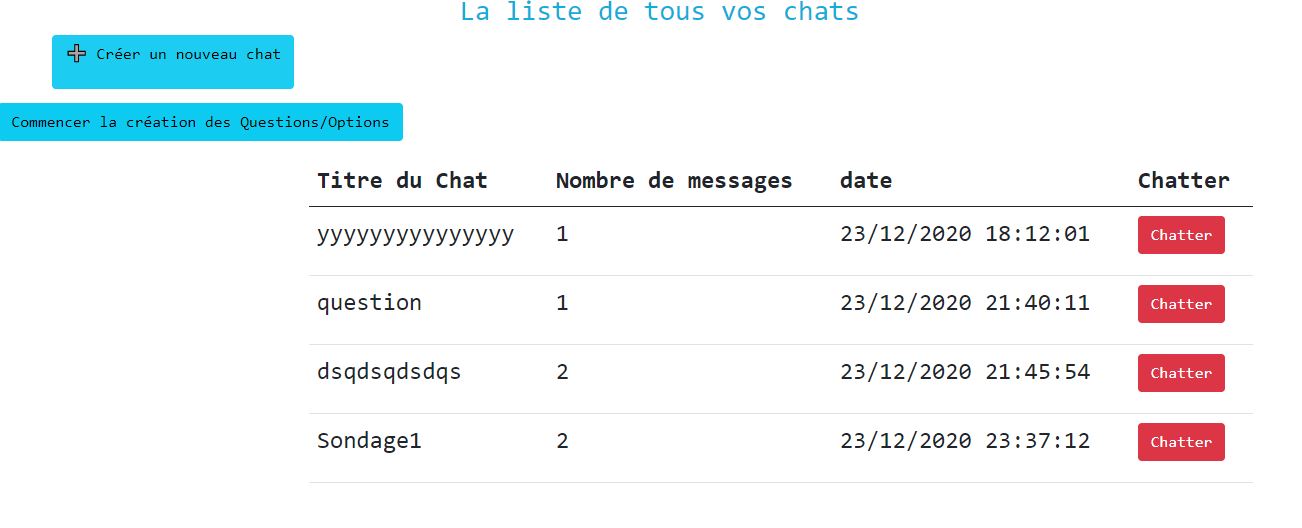 La liste de tous vos chats
Créer un nouveau chat
Commencer la création des Questions/Options
Titre du Chat Nombre de messages date Chatter
yyyyyyyyyyyyyyy 1 23/12/2020 18:12:01 Chatter
question 1 23/12/2020 21:40:11 Chatter
dsqdsqdsdqs 2 23/12/2020 21:45:54 Chatter
Sondage1 2 23/12/2020 23:37:12 Chatter